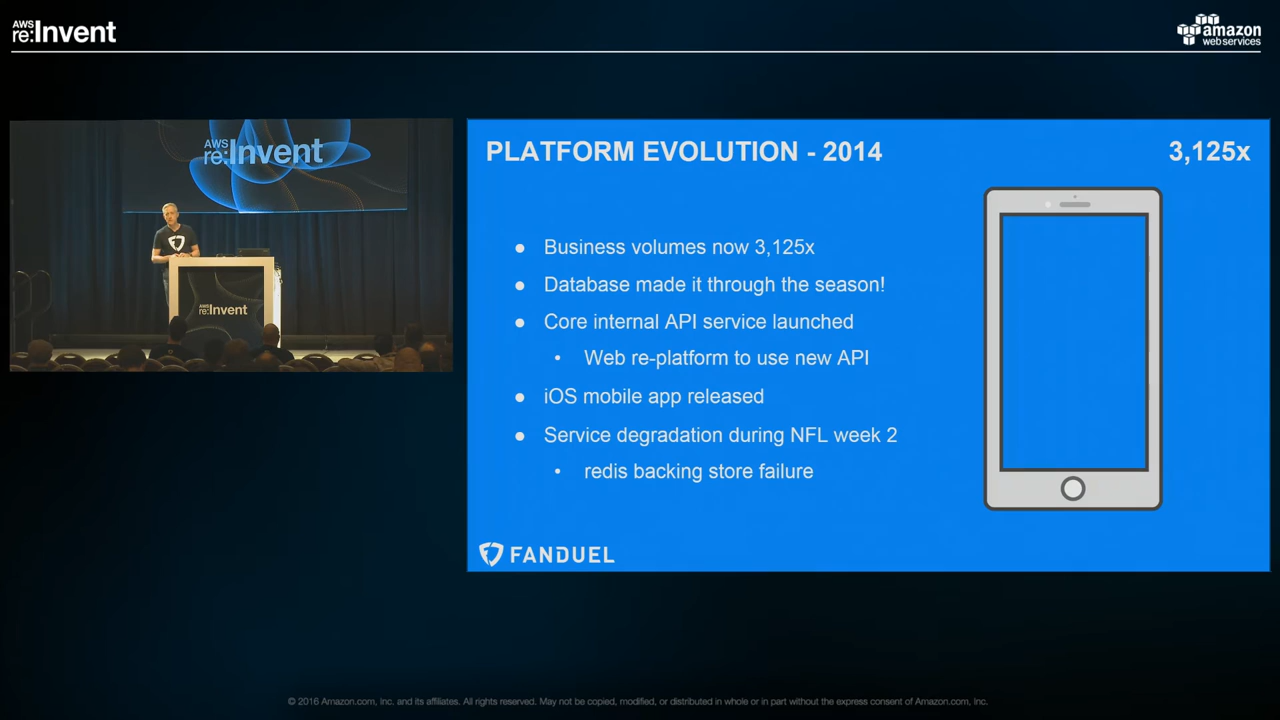 AWS
re:Invent
amazon
web services
AWS
re:Invent
AWS
re:Invent
PLATFORM EVOLUTION - 2014
3,125x
● Business volumes now 3,125x
● Database made it through the season!
● Core internal API service launched
• Web re-platform to use new API
● iOS mobile app released
● Service degradation during NFL week 2
• redis backing store failure
FANDUEL
© 2016 Amazon.com, Inc. and its affiliates. All rights reserved. May not be copied, modified, or distributed in whole or in part without the express consent of Amazon.com, Inc.